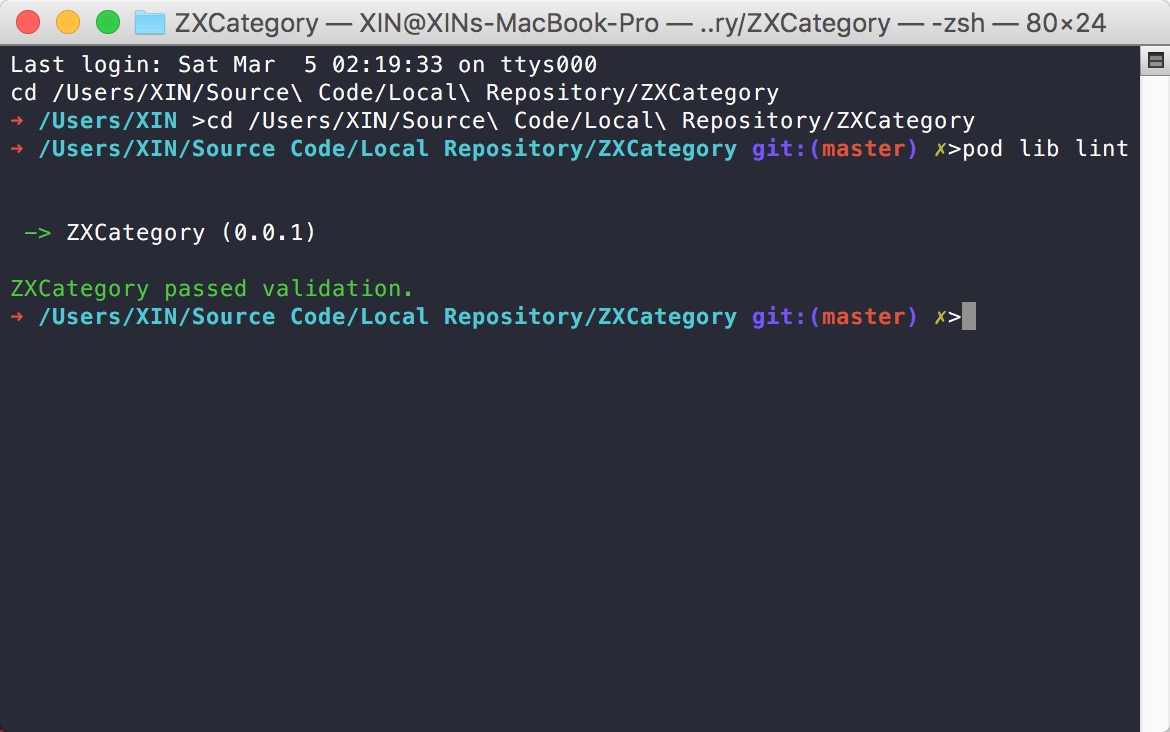 ZXCategory — XIN@XINs-MacBook-Pro — ..ry/ZXCategory — -zsh — 80×24
Last login: Sat Mar  5 02:19:33 on ttys000
cd /Users/XIN/Source\ Code/Local\ Repository/ZXCategory
→ /Users/XIN >cd /Users/XIN/Source\ Code/Local\ Repository/ZXCategory
→ /Users/XIN/Source Code/Local Repository/ZXCategory git:(master) ✗>pod lib lint
-> ZXCategory (0.0.1)
ZXCategory passed validation.
→ /Users/XIN/Source Code/Local Repository/ZXCategory git:(master) ✗>